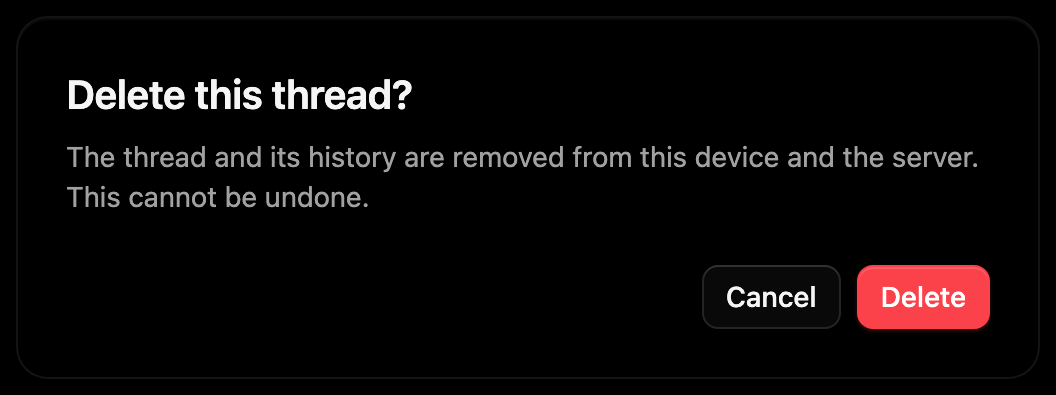 Delete this thread?
The thread and its history are removed from this device and the server.
This cannot be undone.
Cancel
Delete